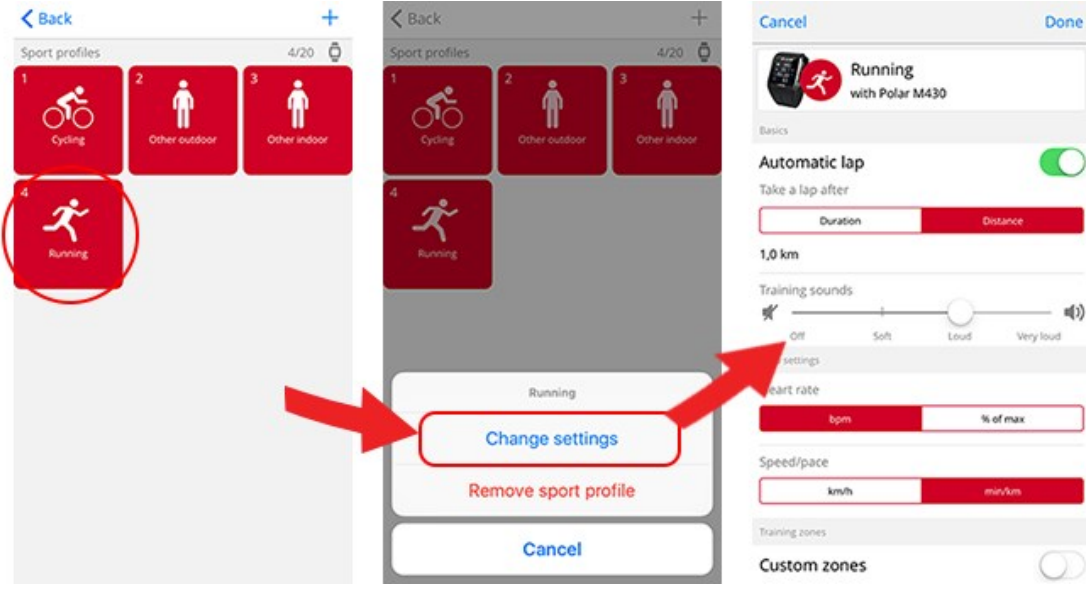 Back
Sport profiles 4/20
1 2 3
Cycling Other outdoor Other indoor
4
Running
Back
Sport profiles 4/20
1 2 3
Cycling Other outdoor Other indoor
4
Running
Running
Change settings
Remove sport profile
Cancel
Cancel Done
Running
with Polar M430
Basics
Automatic lap
Take a lap after
Duration Distance
1,0 km
Training sounds
Off Soft Loud Very loud
settings
eart rate
bpm % of max
Speed/pace
km/h min/km
Training zones
Custom zones